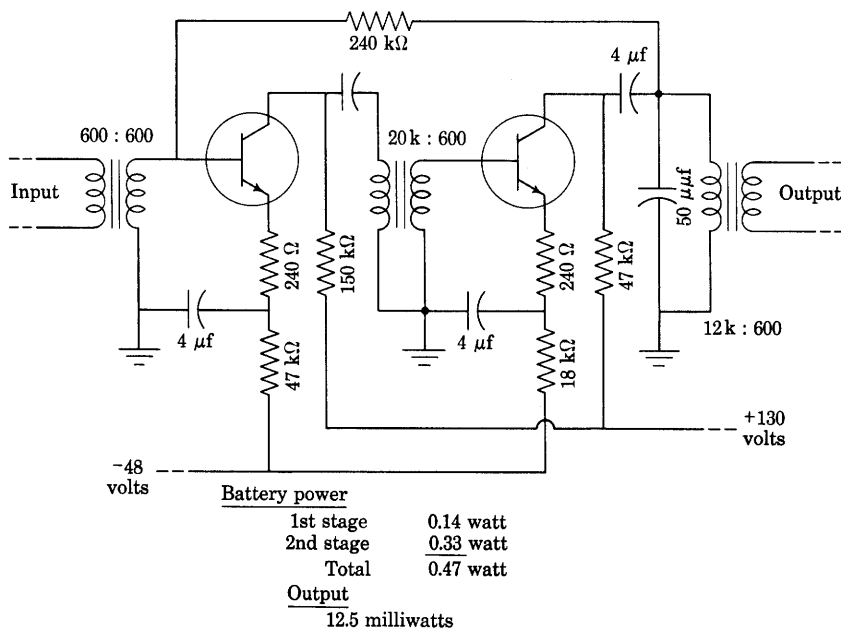 240 kΩ
4 μf
600 : 600
20k : 600
Input
Output
50 μμf
240 Ω
150 kΩ
240 Ω
47 kΩ
4 μf
4 μf
12k : 600
47 kΩ
18 kΩ
+130
volts
−48
volts
Battery power
1st stage 0.14 watt
2nd stage 0.33 watt
Total 0.47 watt
Output
12.5 milliwatts